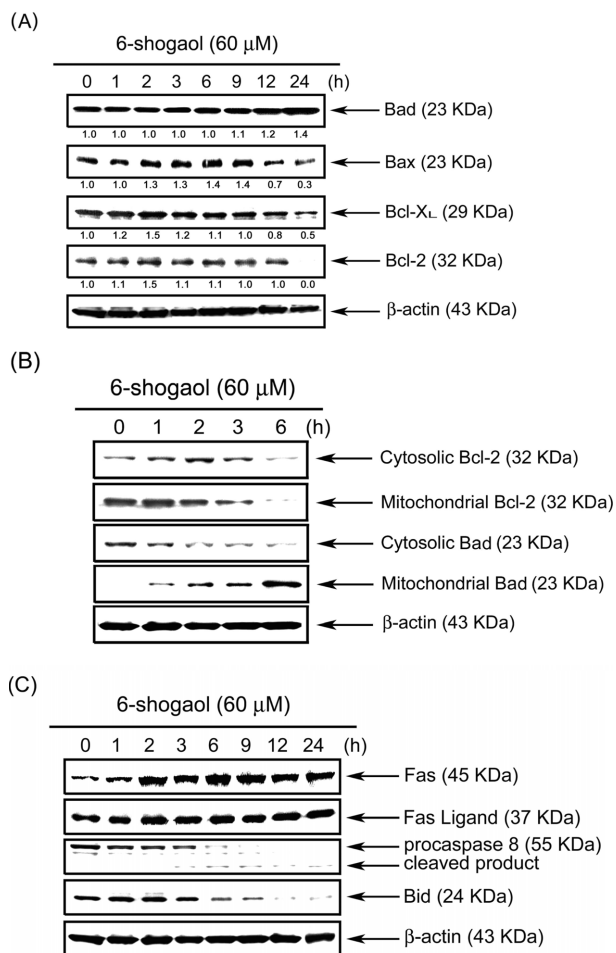 (A)
6-shogaol (60 μM)
0 1 2 3 6 9 12 24 (h)
Bad (23 KDa)
1.0 1.0 1.0 1.0 1.0 1.1 1.2 1.4
Bax (23 KDa)
1.0 1.0 1.3 1.3 1.4 1.4 0.7 0.3
Bcl-XL (29 KDa)
1.0 1.2 1.5 1.2 1.1 1.0 0.8 0.5
Bcl-2 (32 KDa)
1.0 1.1 1.5 1.1 1.1 1.0 1.0 0.0
β-actin (43 KDa)
(B)
6-shogaol (60 μM)
0 1 2 3 6 (h)
Cytosolic Bcl-2 (32 KDa)
Mitochondrial Bcl-2 (32 KDa)
Cytosolic Bad (23 KDa)
Mitochondrial Bad (23 KDa)
β-actin (43 KDa)
(C)
6-shogaol (60 μM)
0 1 2 3 6 9 12 24 (h)
Fas (45 KDa)
Fas Ligand (37 KDa)
procaspase 8 (55 KDa)
cleaved product
Bid (24 KDa)
β-actin (43 KDa)